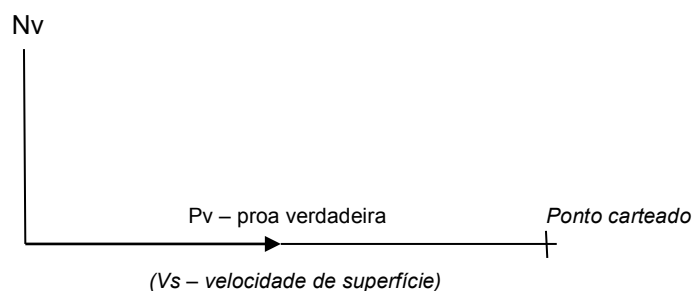 Nv
Pv – proa verdadeira
Ponto carteado
(Vs – velocidade de superfície)